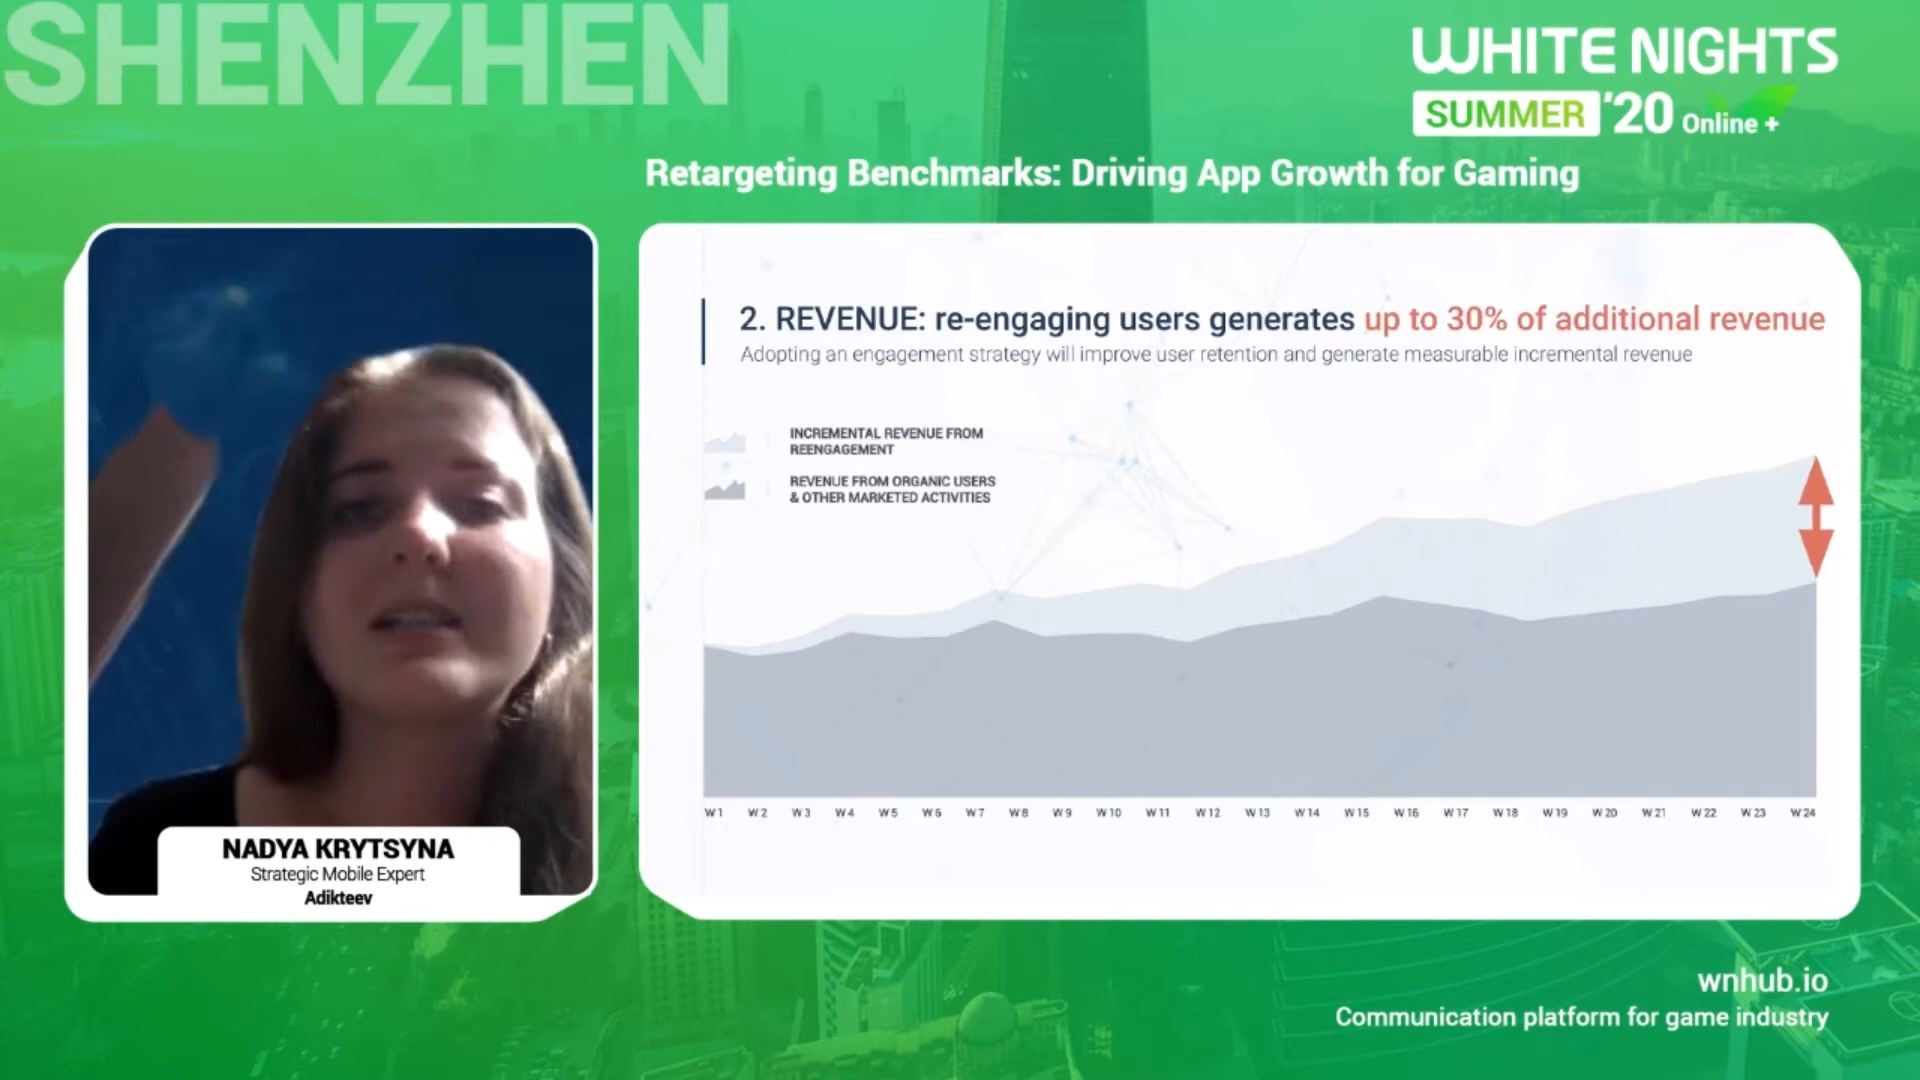 SHENZHEN
WHITE NIGHTS
SUMMER '20 Online +
Retargeting Benchmarks: Driving App Growth for Gaming
2. REVENUE: re-engaging users generates up to 30% of additional revenue
Adopting an engagement strategy will improve user retention and generate measurable incremental revenue
INCREMENTAL REVENUE FROM
REENGAGEMENT
REVENUE FROM ORGANIC USERS
& OTHER MARKETED ACTIVITIES
W1 W2 W3 W4 W5 W6 W7 W8 W9 W10 W11 W12 W13 W14 W15 W16 W17 W18 W19 W20 W21 W22 W23 W24
NADYA KRYTSYNA
Strategic Mobile Expert
Adikteev
wnhub.io
Communication platform for game industry